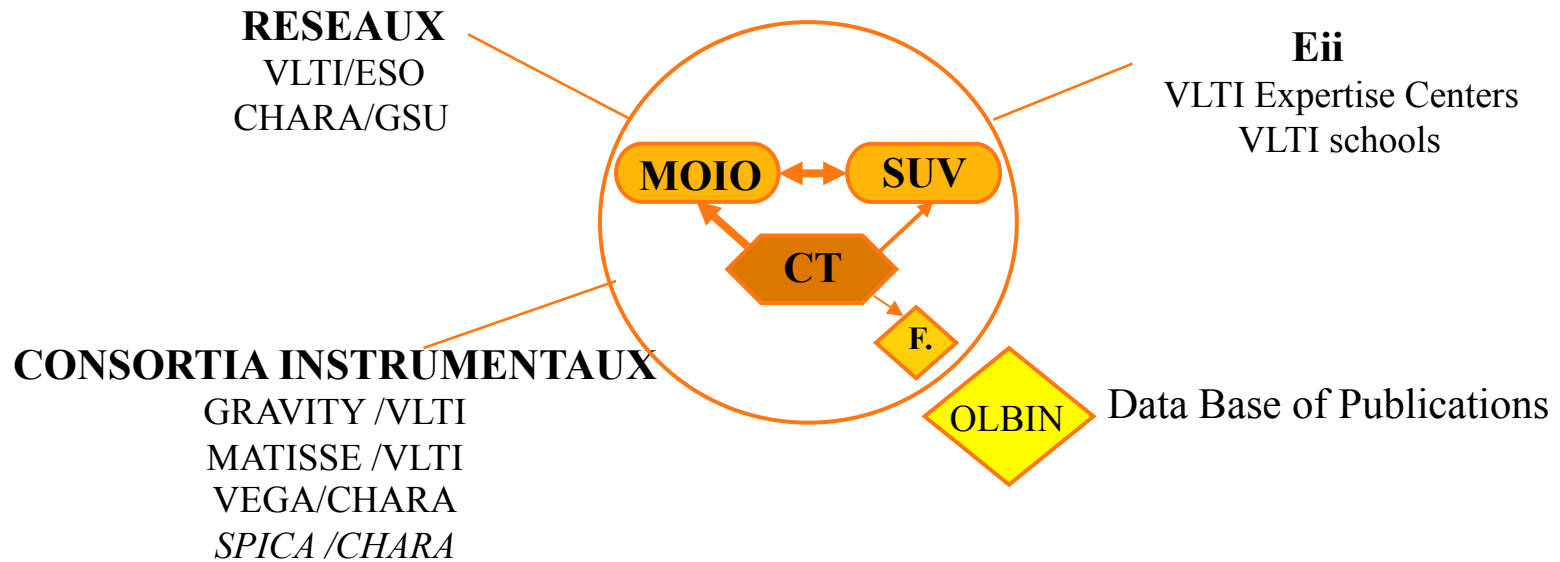 RESEAUX
VLTI/ESO
CHARA/GSU
Eii
VLTI Expertise Centers
VLTI schools
MOIO
SUV
CT
F.
CONSORTIA INSTRUMENTAUX
GRAVITY /VLTI
MATISSE /VLTI
VEGA/CHARA
SPICA /CHARA
OLBIN
Data Base of Publications